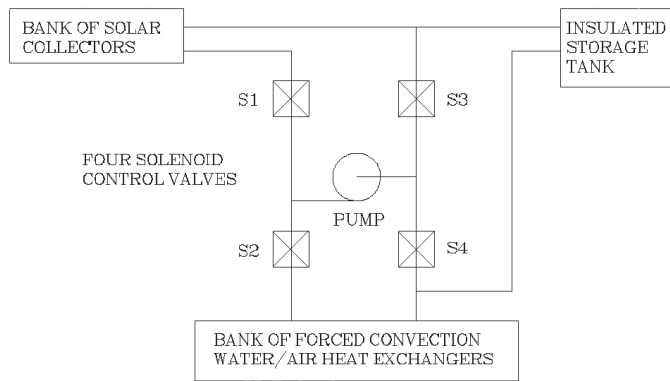 BANK OF SOLAR
COLLECTORS
INSULATED
STORAGE
TANK
S1
S3
FOUR SOLENOID
CONTROL VALVES
PUMP
S2
S4
BANK OF FORCED CONVECTION
WATER/AIR HEAT EXCHANGERS